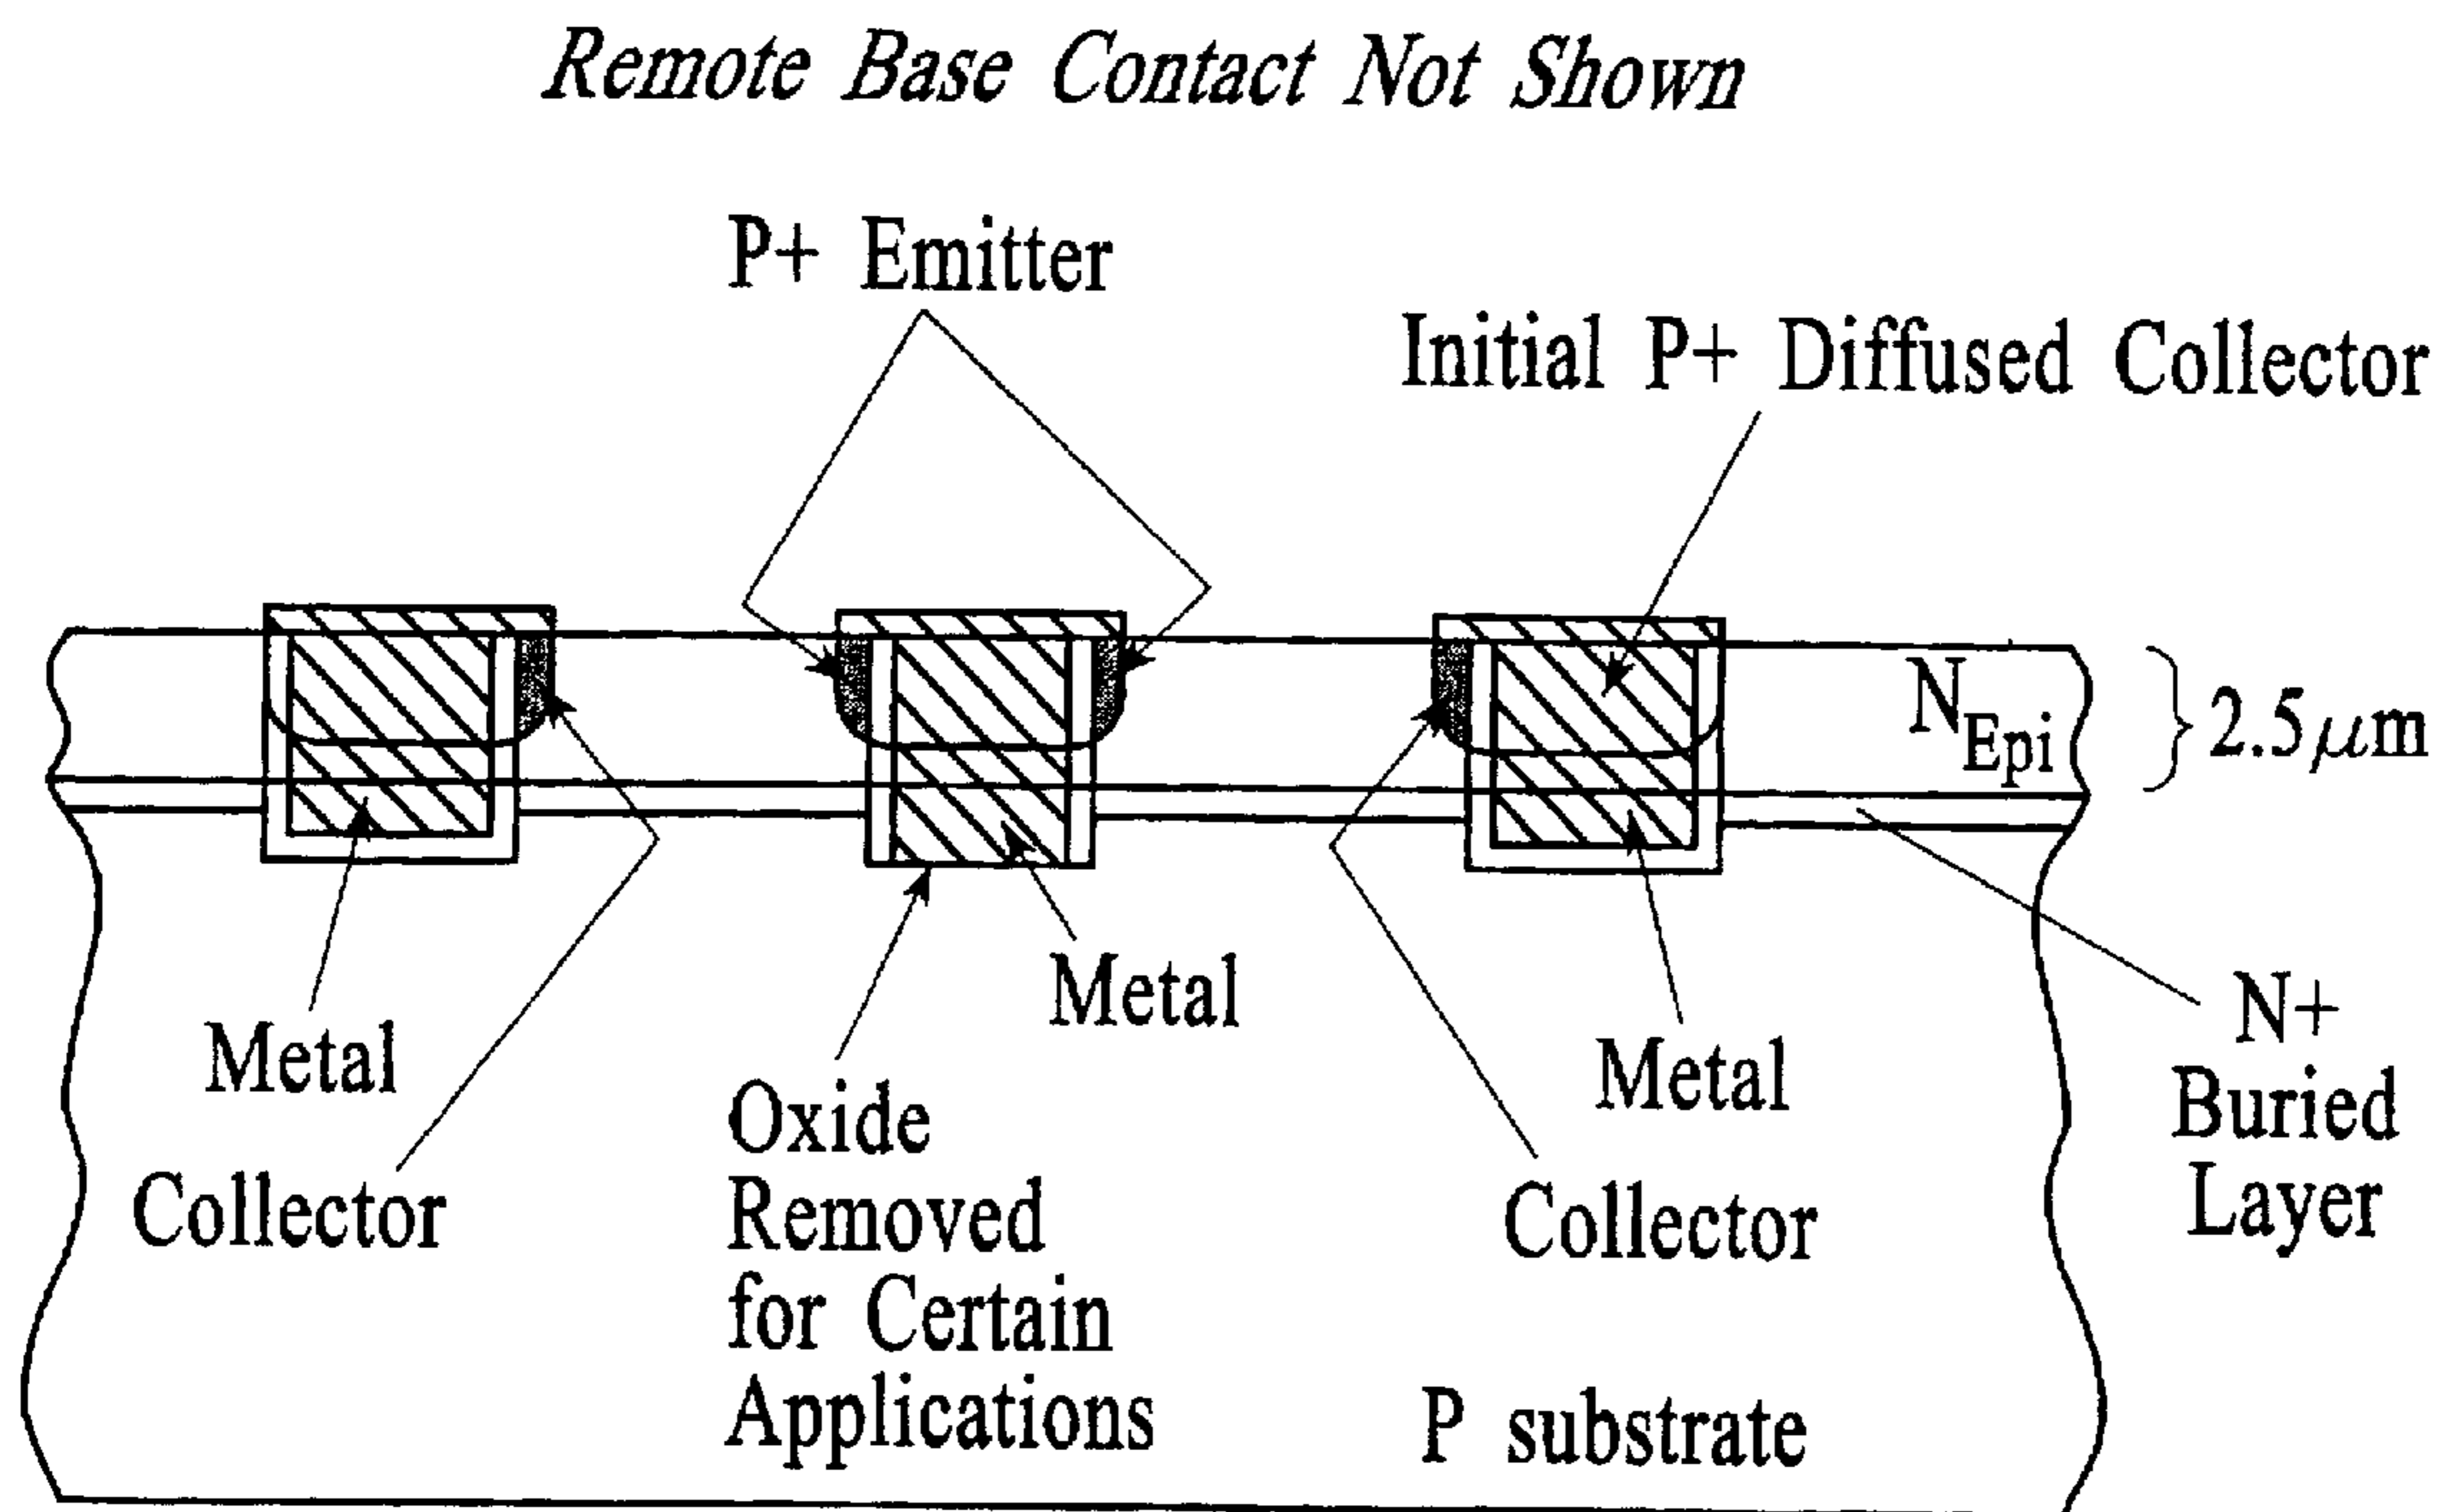 Remote Base Contact Not Shown
P+ Emitter
Initial P+ Diffused Collector
N Epi
2.5μm
Metal
Metal
Metal
Collector
Oxide
Removed
for Certain
Applications
Collector
N+
Buried
Layer
P substrate